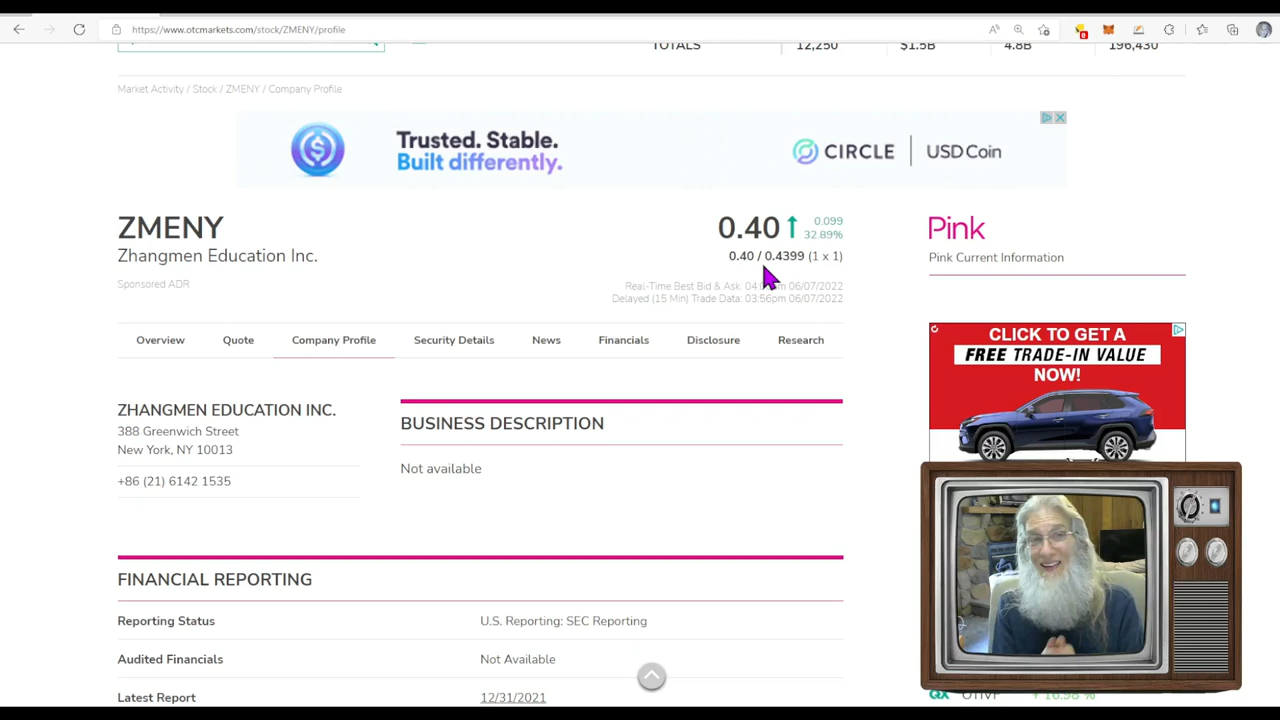 https://www.otcmarkets.com/stock/ZMENY/profile
TOTALS 12,250 $1.5B 4.8B 196,430
Market Activity / Stock / ZMENY / Company Profile
Trusted. Stable.
Built differently.
CIRCLE | USD Coin
ZMENY
Zhangmen Education Inc.
Sponsored ADR
0.40 0.099
32.89%
0.40 / 0.4399 (1 x 1)
Real-Time Best Bid & Ask: 06/07/2022
Delayed (15 Min) Trade Data: 03:56pm 06/07/2022
Pink
Pink Current Information
Overview Quote Company Profile Security Details News Financials Disclosure Research
CLICK TO GET A
FREE TRADE-IN VALUE
NOW!
ZHANGMEN EDUCATION INC.
388 Greenwich Street
New York, NY 10013
+86 (21) 6142 1535
BUSINESS DESCRIPTION
Not available
FINANCIAL REPORTING
Reporting Status U.S. Reporting: SEC Reporting
Audited Financials Not Available
Latest Report 12/31/2021